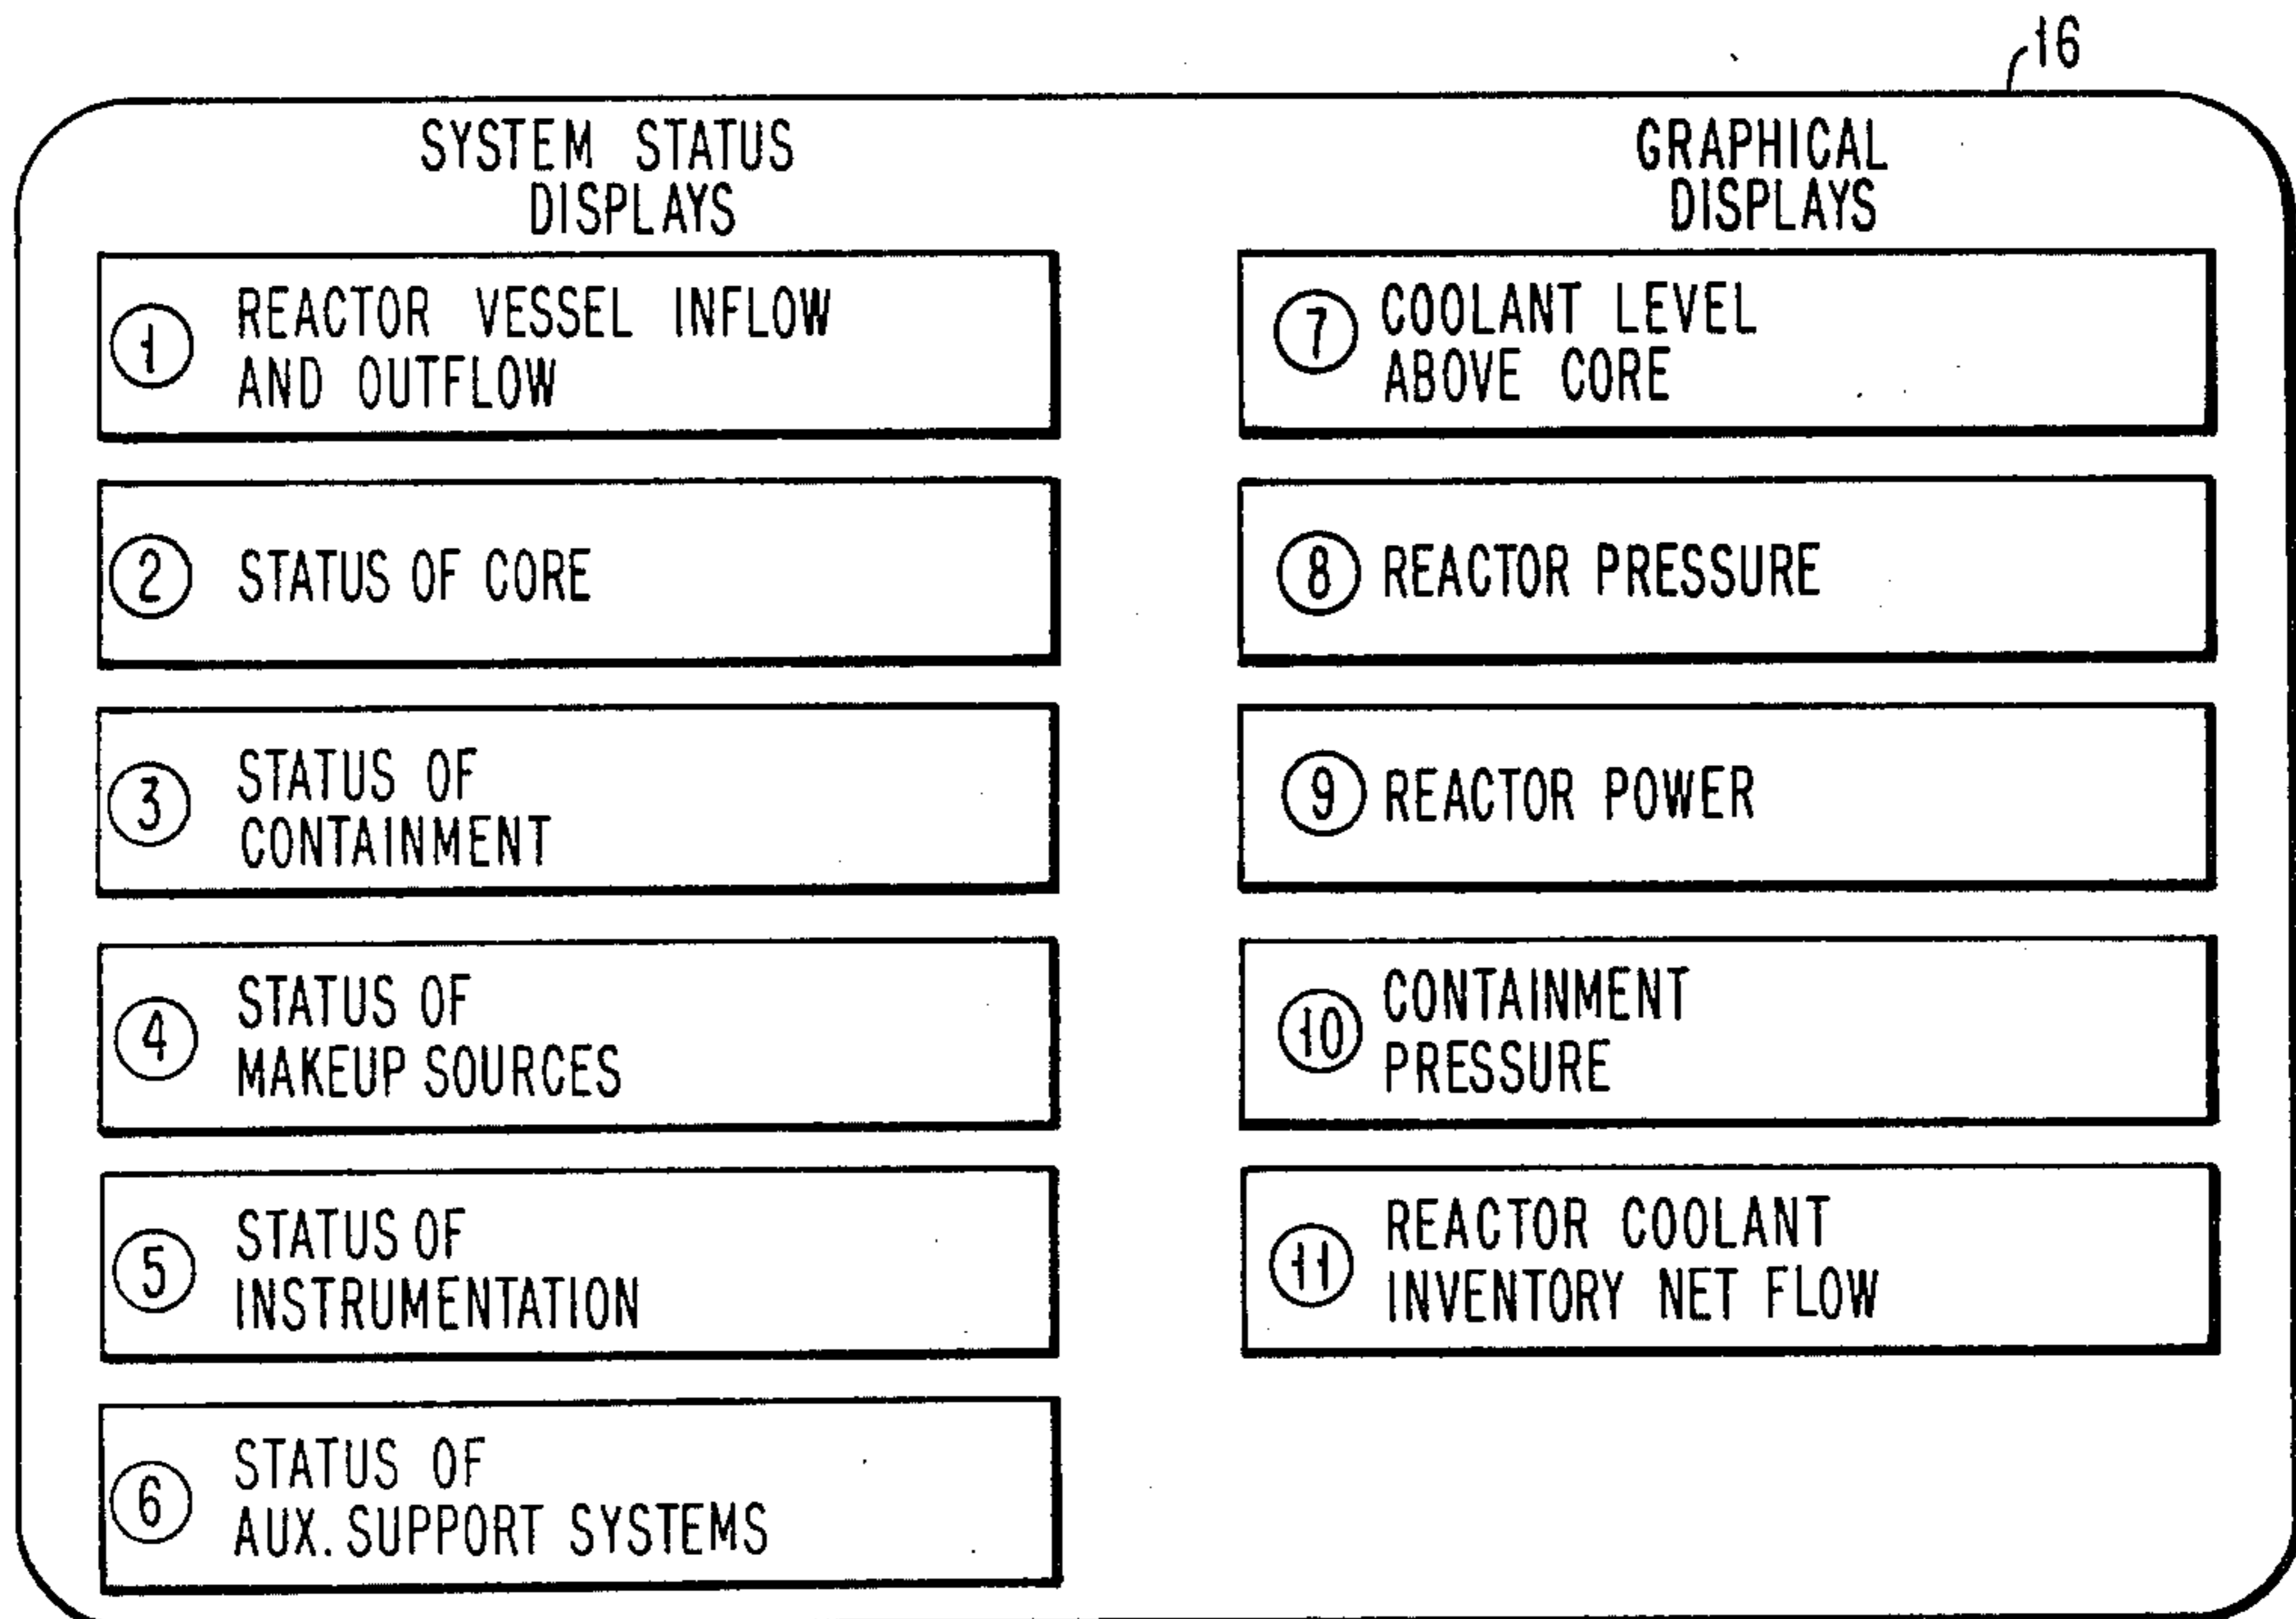 16
SYSTEM STATUS
DISPLAYS
1
REACTOR VESSEL INFLOW
AND OUTFLOW
2
STATUS OF CORE
3
STATUS OF
CONTAINMENT
4
STATUS OF
MAKEUP SOURCES
5
STATUS OF
INSTRUMENTATION
6
STATUS OF
AUX. SUPPORT SYSTEMS
GRAPHICAL
DISPLAYS
7
COOLANT LEVEL
ABOVE CORE
8
REACTOR PRESSURE
9
REACTOR POWER
10
CONTAINMENT
PRESSURE
11
REACTOR COOLANT
INVENTORY NET FLOW